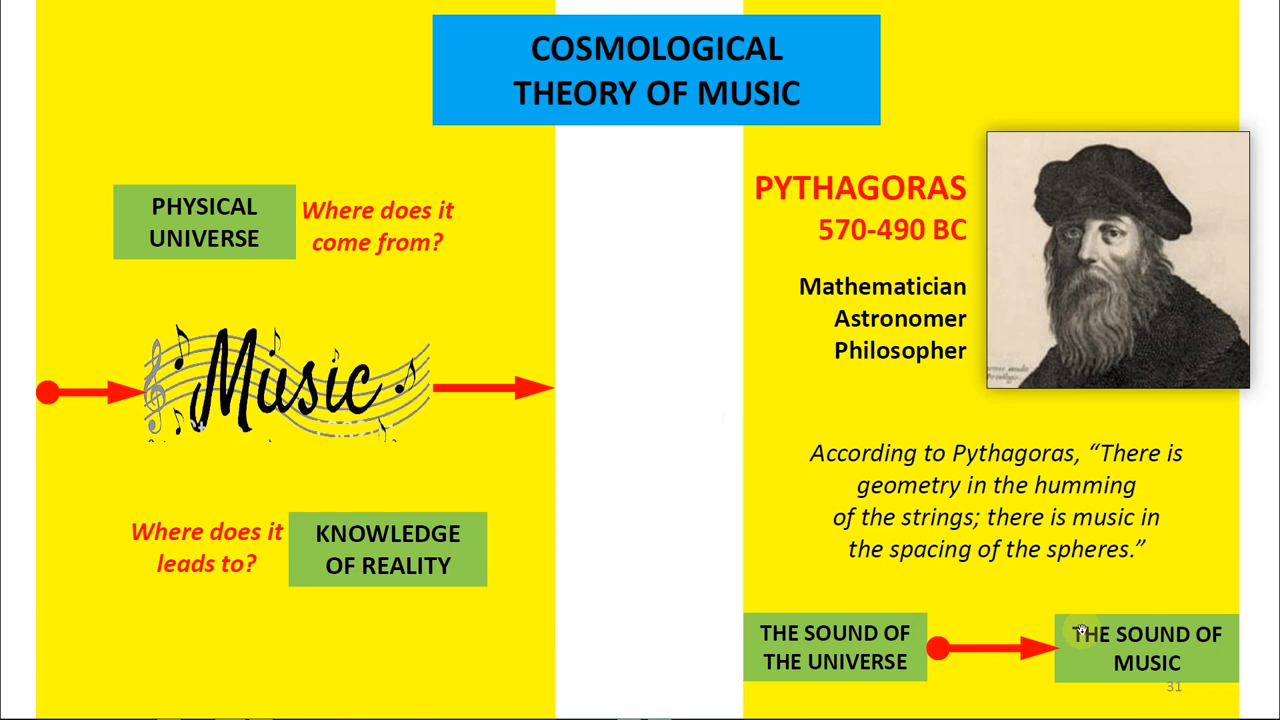 COSMOLOGICAL
THEORY OF MUSIC
PHYSICAL
UNIVERSE
Where does it
come from?
Music
Where does it
leads to?
KNOWLEDGE
OF REALITY
PYTHAGORAS
570-490 BC
Mathematician
Astronomer
Philosopher
According to Pythagoras, “There is
geometry in the humming
of the strings; there is music in
the spacing of the spheres.”
THE SOUND OF
THE UNIVERSE
THE SOUND OF
MUSIC
31